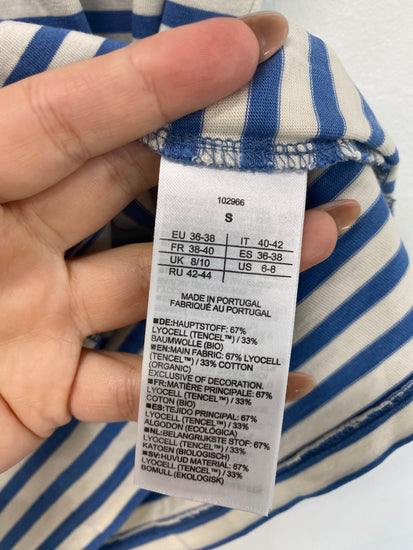 102966
S
EU 36-38 IT 40-42
FR 38-40 ES 36-38
UK 8/10 US 6-8
RU 42-44
MADE IN PORTUGAL
FABRIQUÉ AU PORTUGAL
DE:HAUPTSTOFF: 67%
LYOCELL (TENCEL™) / 33%
BAUMWOLLE (BIO)
EN:MAIN FABRIC: 67% LYOCELL
(TENCEL™) / 33% COTTON
(ORGANIC)
EXCLUSIVE OF DECORATION.
FR:MATIÈRE PRINCIPALE: 67%
LYOCELL (TENCEL™) / 33%
COTON (BIO)
ES:TEJIDO PRINCIPAL: 67%
LYOCELL (TENCEL™) / 33%
ALGODÓN (ECOLÓGICA)
NL:BELANGRIJKSTE STOF: 67%
LYOCELL (TENCEL™) / 33%
KATOEN (BIOLOGISCH)
SV:HUVUD MATERIAL: 67%
LYOCELL (TENCEL™) / 33%
BOMULL (EKOLOGISK)